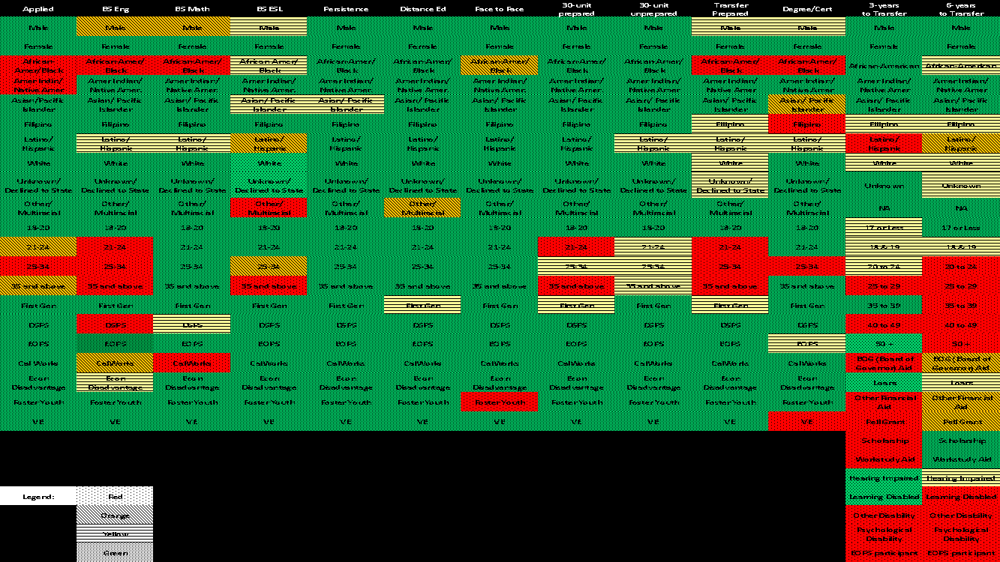 Applied BS Eng BS Math BS ESL Persistence Distance Ed Face to Face 30-unit prepared 30-unit unprepared Transfer Prepared Degree/Cert 3-years to Transfer 6-years to Transfer
Male Male Male Male Male Male Male Male Male Male Male Male Male
Female Female Female Female Female Female Female Female Female Female Female Female Female
African-Amer/Black African-Amer/Black African-Amer/Black African-Amer/Black African-Amer/Black African-Amer/Black African-Amer/Black African-Amer/Black African-Amer/Black African-Amer/Black African-Amer/Black African-American African-American
Amer Indian/Native Amer. Amer Indian/Native Amer. Amer Indian/Native Amer. Amer Indian/Native Amer. Amer Indian/Native Amer. Amer Indian/Native Amer. Amer Indian/Native Amer. Amer Indian/Native Amer. Amer Indian/Native Amer. Amer Indian/Native Amer. Amer Indian/Native Amer. Amer Indian/Native Amer. Amer Indian/Native Amer.
Asian/Pacific Islander Asian/ Pacific Islander Asian/ Pacific Islander Asian/ Pacific Islander Asian/ Pacific Islander Asian/ Pacific Islander Asian/ Pacific Islander Asian/ Pacific Islander Asian/ Pacific Islander Asian/ Pacific Islander Asian/ Pacific Islander Asian/ Pacific Islander Asian/ Pacific Islander
Filipino Filipino Filipino Filipino Filipino Filipino Filipino Filipino Filipino Filipino Filipino Filipino Filipino
Latino/ Hispanic Latino/ Hispanic Latino/ Hispanic Latino/ Hispanic Latino/ Hispanic Latino/ Hispanic Latino/ Hispanic Latino/ Hispanic Latino/ Hispanic Latino/ Hispanic Latino/ Hispanic Latino/ Hispanic Latino/ Hispanic
White White White White White White White White White White White White White
Unknown/ Declined to State Unknown/ Declined to State Unknown/ Declined to State Unknown/ Declined to State Unknown/ Declined to State Unknown/ Declined to State Unknown/ Declined to State Unknown/ Declined to State Unknown/ Declined to State Unknown/ Declined to State Unknown/ Declined to State Unknown Unknown
Other/ Multiracial Other/ Multiracial Other/ Multiracial Other/ Multiracial Other/ Multiracial Other/ Multiracial Other/ Multiracial Other/ Multiracial Other/ Multiracial Other/ Multiracial Other/ Multiracial NA NA
18-20 18-20 18-20 18-20 18-20 18-20 18-20 18-20 18-20 18-20 18-20 17 or Less 17 or Less
21-24 21-24 21-24 21-24 21-24 21-24 21-24 21-24 21-24 21-24 21-24 18 & 19 18 & 19
25-34 25-34 25-34 25-34 25-34 25-34 25-34 25-34 25-34 25-34 25-34 20 to 24 20 to 24
35 and above 35 and above 35 and above 35 and above 35 and above 35 and above 35 and above 35 and above 35 and above 35 and above 35 and above 25 to 29 25 to 29
First Gen First Gen First Gen First Gen First Gen First Gen First Gen First Gen First Gen First Gen First Gen 35 to 39 35 to 39
DSPS DSPS DSPS DSPS DSPS DSPS DSPS DSPS DSPS DSPS DSPS 40 to 49 40 to 49
EOPS EOPS EOPS EOPS EOPS EOPS EOPS EOPS EOPS EOPS EOPS 50 + 50 +
CalWorks CalWorks CalWorks CalWorks CalWorks CalWorks CalWorks CalWorks CalWorks CalWorks CalWorks BOG (Board of Governor) Aid BOG (Board of Governor) Aid
Econ Disadvantage Econ Disadvantage Econ Disadvantage Econ Disadvantage Econ Disadvantage Econ Disadvantage Econ Disadvantage Econ Disadvantage Econ Disadvantage Econ Disadvantage Econ Disadvantage Loans Loans
Foster Youth Foster Youth Foster Youth Foster Youth Foster Youth Foster Youth Foster Youth Foster Youth Foster Youth Foster Youth Foster Youth Other Financial Aid Other Financial Aid
VE VE VE VE VE VE VE VE VE VE VE Pell Grant Pell Grant
Scholarship Scholarship
Workstudy Aid Workstudy Aid
Hearing Impaired Hearing Impaired
Legend: Red Learning Disabled Learning Disabled
Orange Other Disability Other Disability
Yellow Psychological Disability Psychological Disability
Green EOPS participant EOPS participant